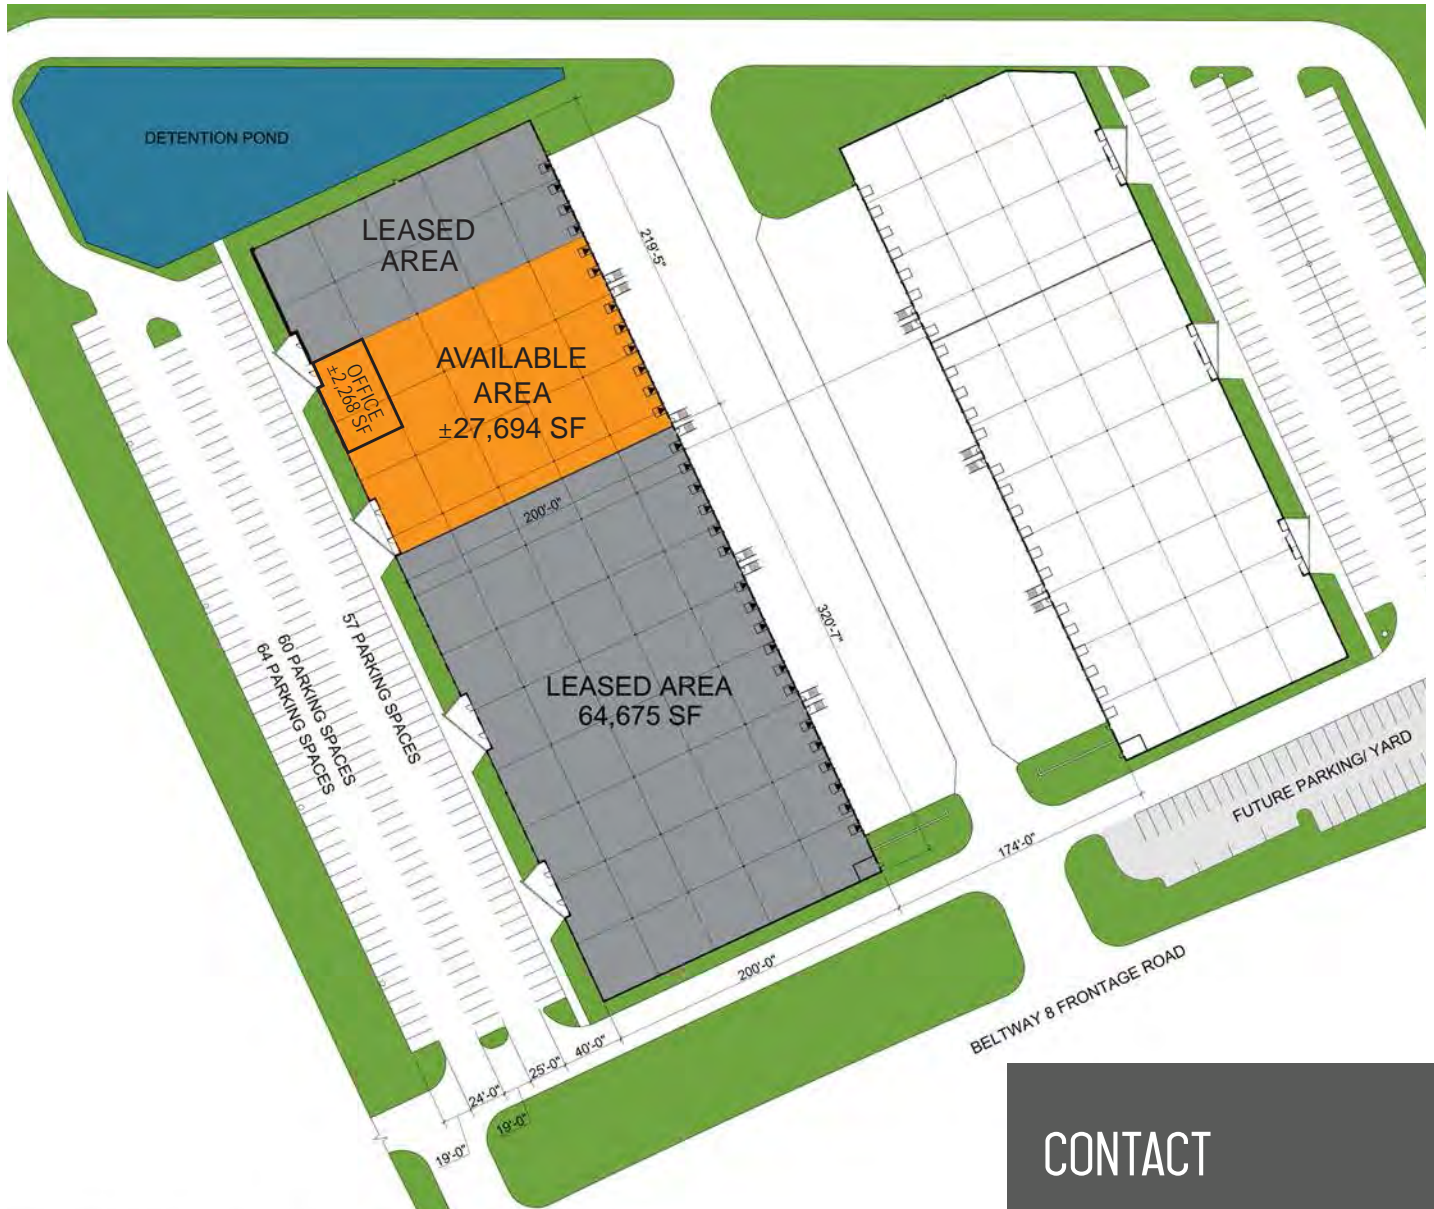 DETENTION POND
LEASED
AREA
219'-5"
AVAILABLE
AREA
±27,694 SF
OFFICE
±2,268 SF
200'-0"
320'-7"
57 PARKING SPACES
60 PARKING SPACES
64 PARKING SPACES
LEASED AREA
64,675 SF
FUTURE PARKING/ YARD
174'-0"
200'-0"
BELTWAY 8 FRONTAGE ROAD
40'-0"
25'-0"
24'-0"
19'-0"
19'-0"
CONTACT